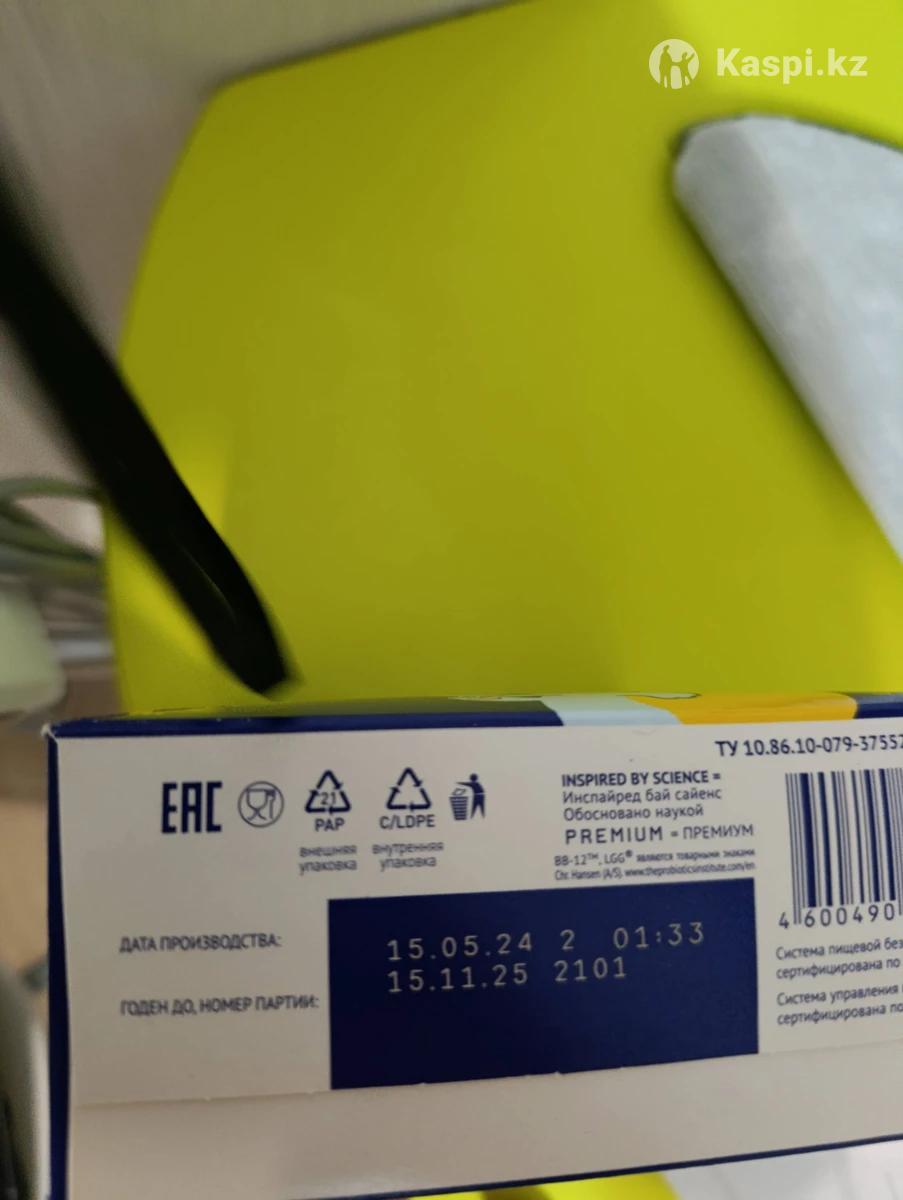 Kaspi.kz
ТУ 10.86.10-079-37557
EAC
21
PAP
внешняя
упаковка
C/LDPE
внутренняя
упаковка
INSPIRED BY SCIENCE =
Инспайред бай сайенс
Обосновано наукой
PREMIUM = ПРЕМИУМ
BB-12™, LGG® являются товарными знаками
Chr. Hansen (A/S). www.theprobioticsinstitute.com/en
4 600490
ДАТА ПРОИЗВОДСТВА:
15.05.24 2 01:33
ГОДЕН ДО, НОМЕР ПАРТИИ:
15.11.25 2101
Система пищевой без
сертифицирована по
Система управления
сертифицирована по